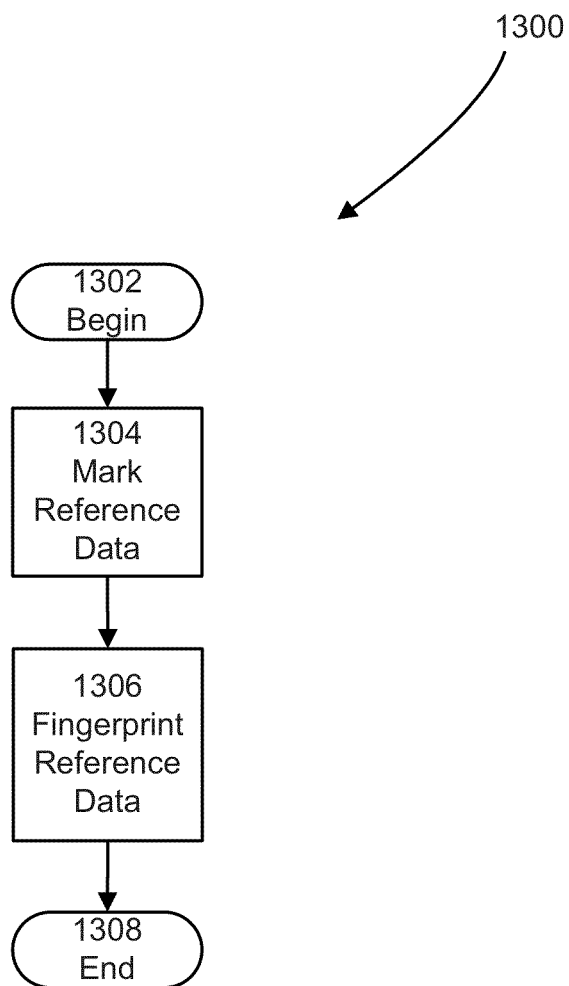 1300
1302
Begin
1304
Mark
Reference
Data
1306
Fingerprint
Reference
Data
1308
End